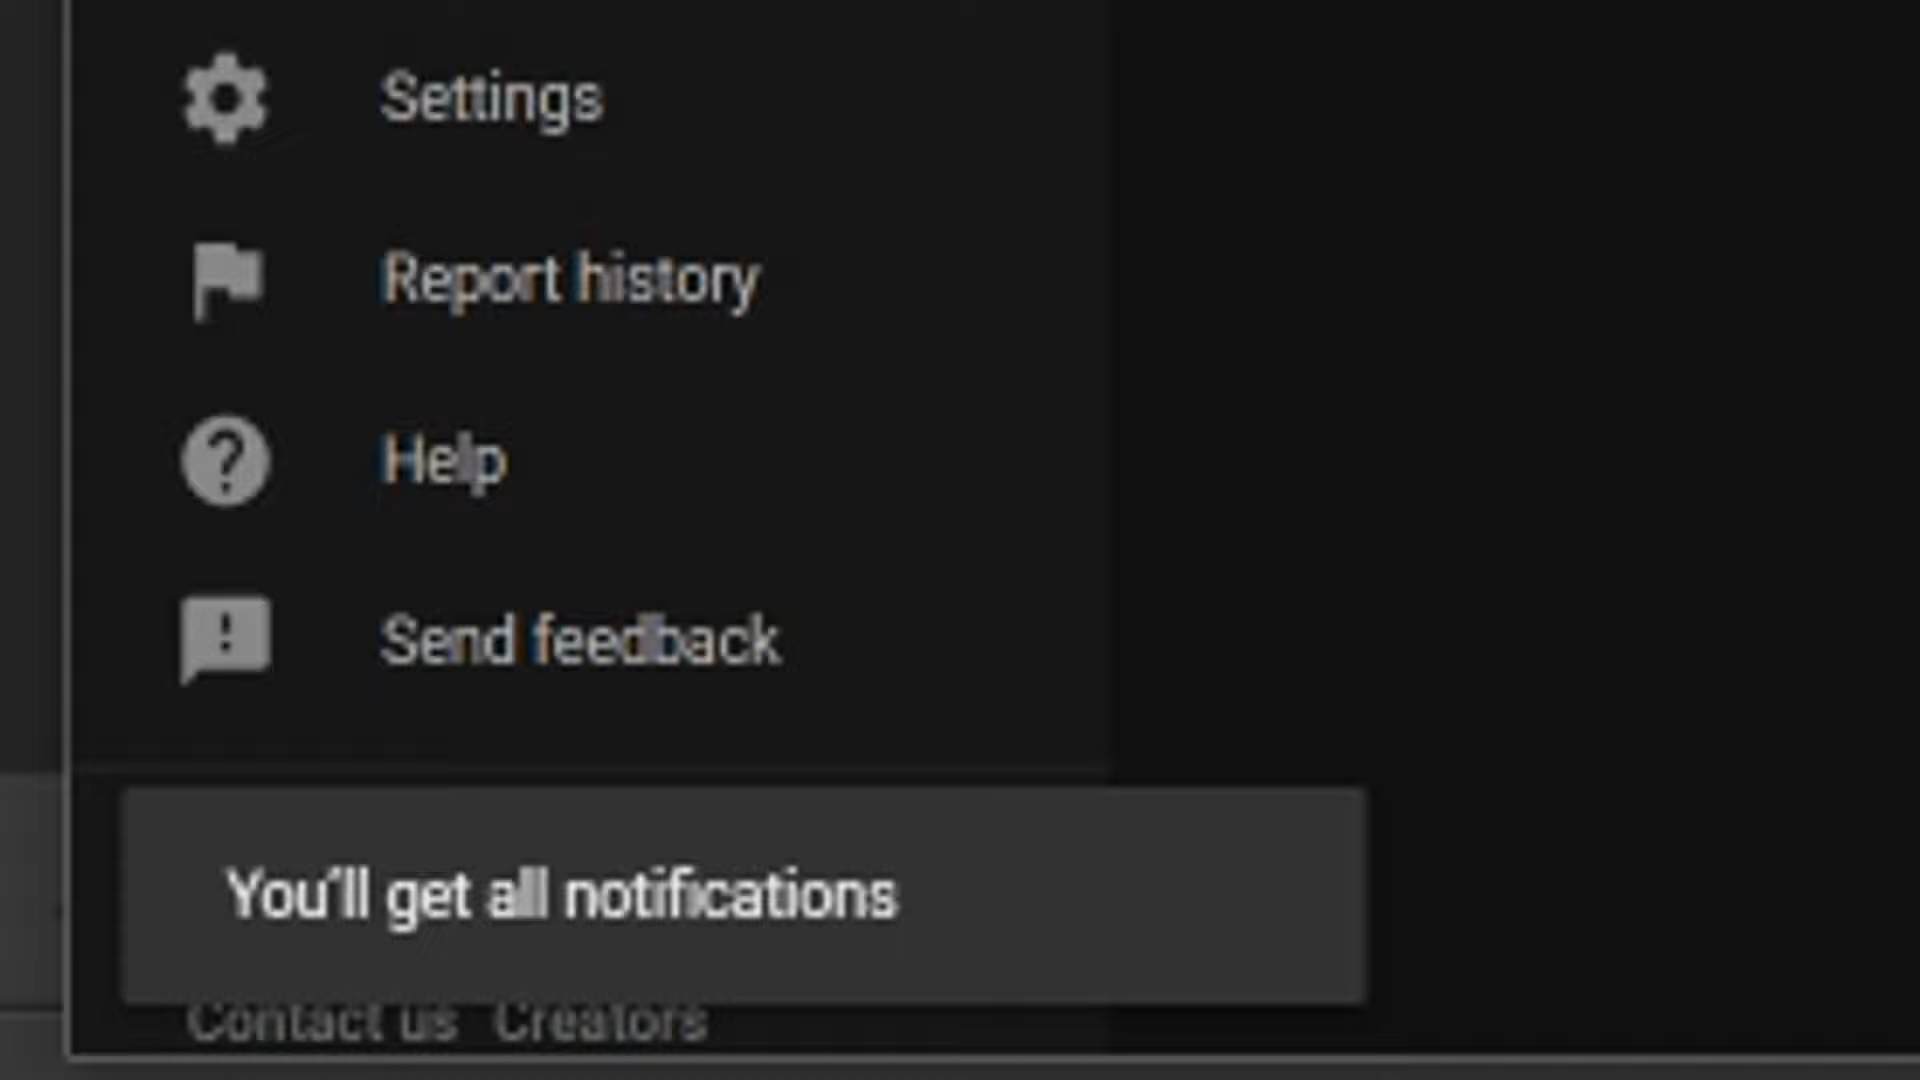 Settings
Report history
Help
Send feedback
You'll get all notifications
Contact us Creators